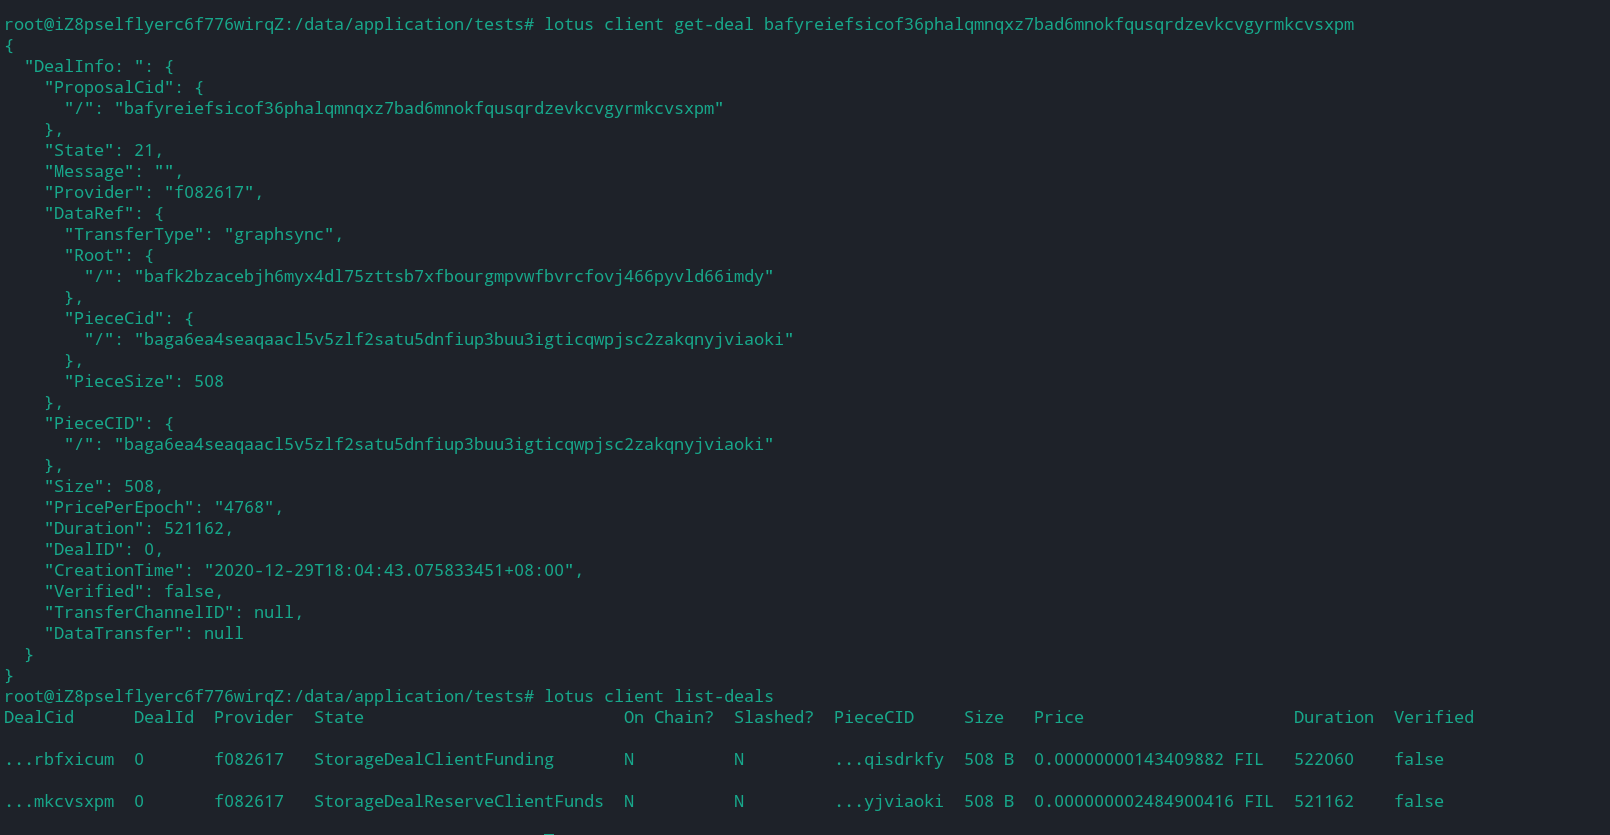 root@iZ8pselflyerc6f776wirqZ:/data/application/tests# lotus client get-deal bafyreiefsicof36phalqmnqxz7bad6mnokfqusqrdzevkcvgyrmkcvsxpm
{
  "DealInfo: ": {
    "ProposalCid": {
      "/": "bafyreiefsicof36phalqmnqxz7bad6mnokfqusqrdzevkcvgyrmkcvsxpm"
    },
    "State": 21,
    "Message": "",
    "Provider": "f082617",
    "DataRef": {
      "TransferType": "graphsync",
      "Root": {
        "/": "bafk2bzacebjh6myx4dl75zttsb7xfbourgmpvwfbvrcfovj466pyvld66imdy"
      },
      "PieceCid": {
        "/": "baga6ea4seaqaacl5v5zlf2satu5dnfiup3buu3igticqwpjsc2zakqnyjviaoki"
      },
      "PieceSize": 508
    },
    "PieceCID": {
      "/": "baga6ea4seaqaacl5v5zlf2satu5dnfiup3buu3igticqwpjsc2zakqnyjviaoki"
    },
    "Size": 508,
    "PricePerEpoch": "4768",
    "Duration": 521162,
    "DealID": 0,
    "CreationTime": "2020-12-29T18:04:43.075833451+08:00",
    "Verified": false,
    "TransferChannelID": null,
    "DataTransfer": null
  }
}
root@iZ8pselflyerc6f776wirqZ:/data/application/tests# lotus client list-deals
DealCid      DealId  Provider  State                          On Chain?  Slashed?  PieceCID     Size   Price                     Duration  Verified
...rbfxicum  0       f082617   StorageDealClientFunding       N          N         ...qisdrkfy  508 B  0.00000000143409882 FIL   522060    false
...mkcvsxpm  0       f082617   StorageDealReserveClientFunds  N          N         ...yjviaoki  508 B  0.000000002484900416 FIL  521162    false